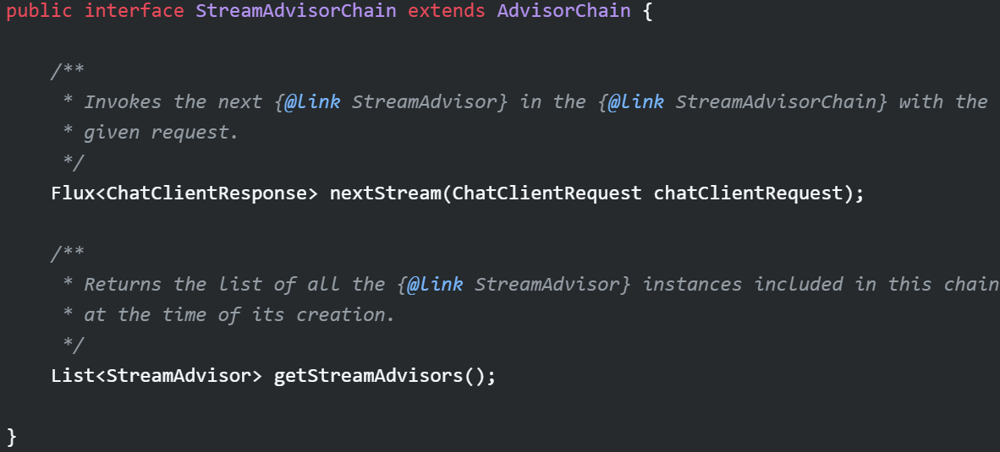 public interface StreamAdvisorChain extends AdvisorChain {
/**
* Invokes the next {@link StreamAdvisor} in the {@link StreamAdvisorChain} with the
* given request.
*/
Flux<ChatClientResponse> nextStream(ChatClientRequest chatClientRequest);
/**
* Returns the list of all the {@link StreamAdvisor} instances included in this chain
* at the time of its creation.
*/
List<StreamAdvisor> getStreamAdvisors();
}